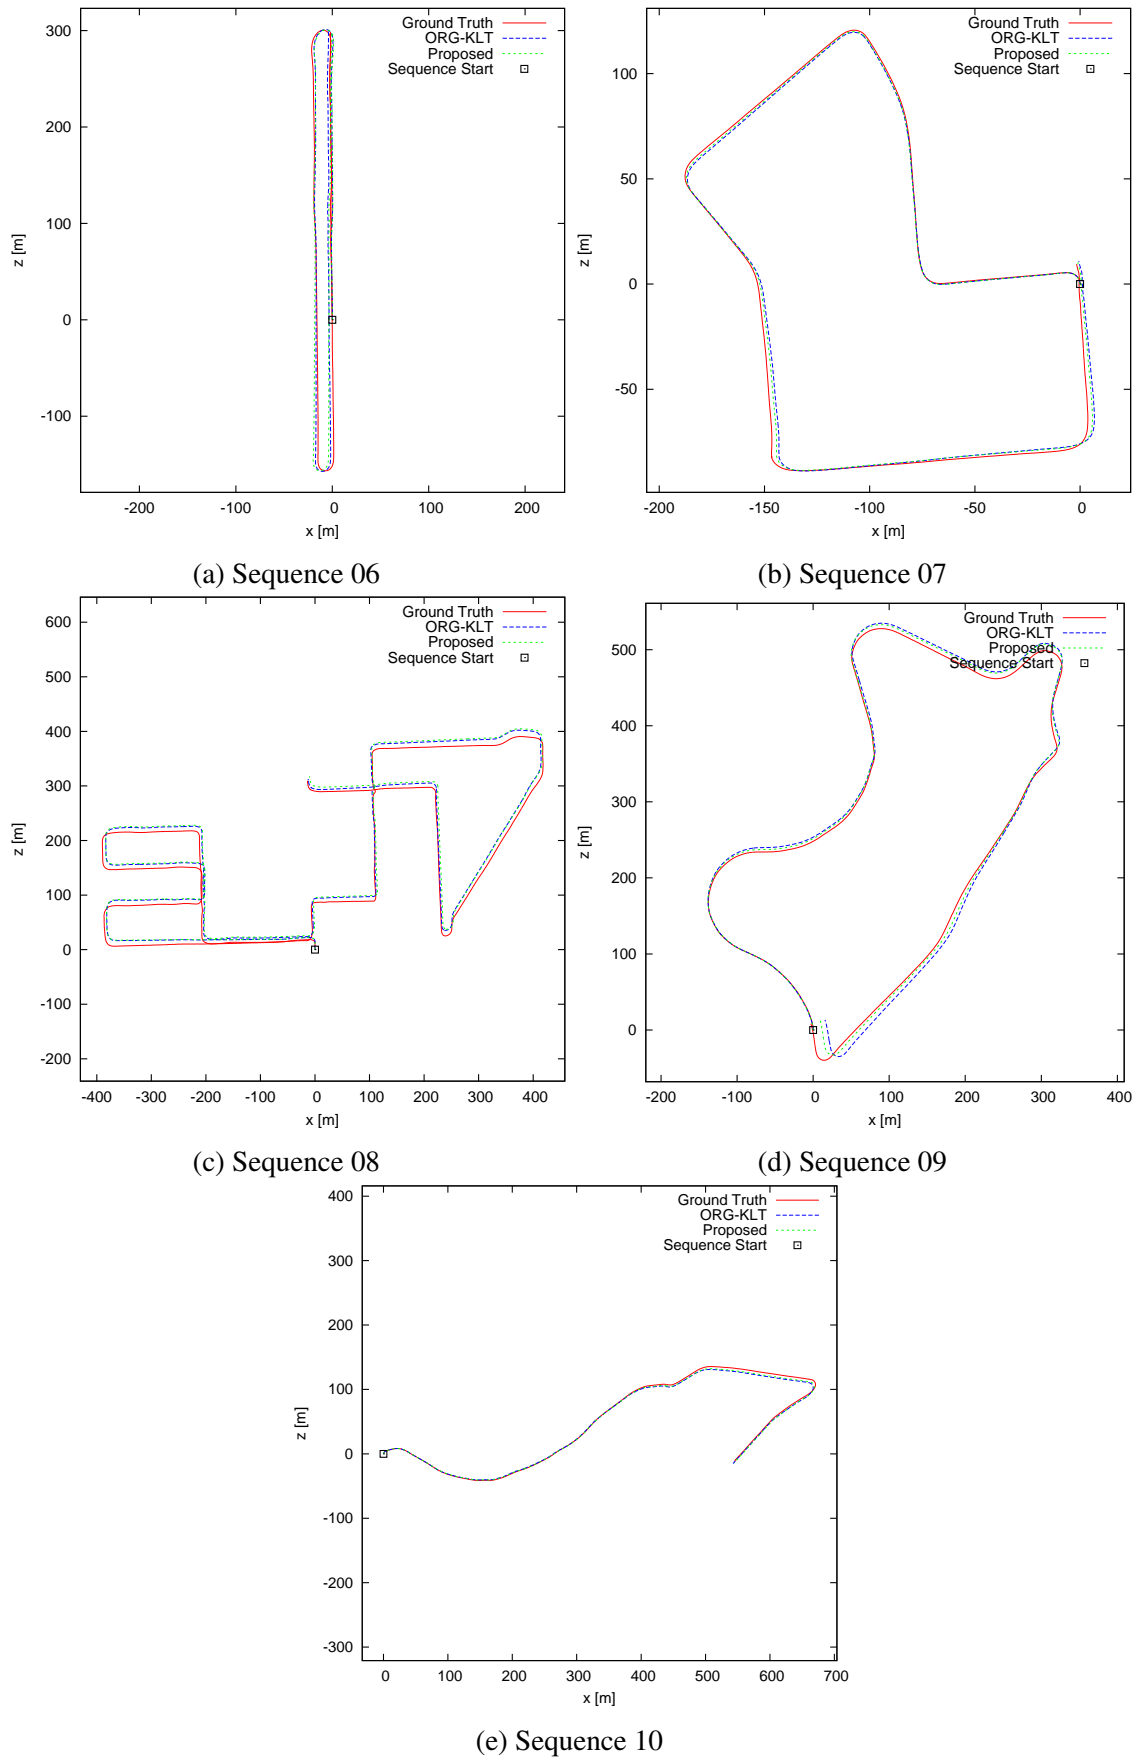 Ground Truth
ORG-KLT
Proposed
Sequence Start
300
200
100
0
-100
z [m]
-200
-100
0
100
200
x [m]
(a) Sequence 06
Ground Truth
ORG-KLT
Proposed
Sequence Start
100
50
0
-50
z [m]
-200
-150
-100
-50
0
x [m]
(b) Sequence 07
Ground Truth
ORG-KLT
Proposed
Sequence Start
600
500
400
300
200
100
0
-100
-200
z [m]
-400
-300
-200
-100
0
100
200
300
400
x [m]
(c) Sequence 08
Ground Truth
ORG-KLT
Proposed
Sequence Start
500
400
300
200
100
0
z [m]
-200
-100
0
100
200
300
400
x [m]
(d) Sequence 09
Ground Truth
ORG-KLT
Proposed
Sequence Start
400
300
200
100
0
-100
-200
-300
z [m]
0
100
200
300
400
500
600
700
x [m]
(e) Sequence 10